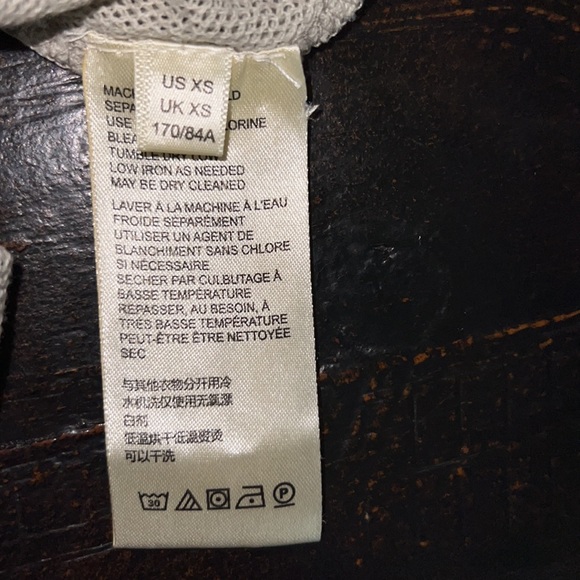 US XS
UK XS
170/84A
LOW IRON AS NEEDED
MAY BE DRY CLEANED
LAVER À LA MACHINE À L'EAU
FROIDE SÉPARÉMENT
UTILISER UN AGENT DE
BLANCHIMENT SANS CHLORE
SI NÉCESSAIRE
SECHER PAR CULBUTAGE À
BASSE TEMPÉRATURE
REPASSER, AU BESOIN, À
TRÈS BASSE TEMPÉRATURE
PEUT-ÊTRE ÊTRE NETTOYÉE
SEC
与其他衣物分开用冷
水机洗仅使用无氯漂
白剂
低温烘干低温熨烫
可以干洗
30 P